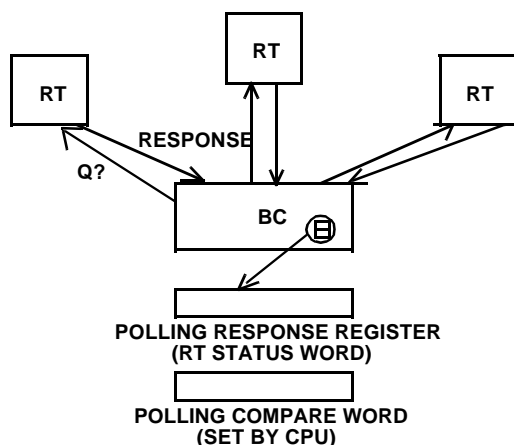 RT
RT
RT
RESPONSE
Q?
BC
POLLING RESPONSE REGISTER
(RT STATUS WORD)
POLLING COMPARE WORD
(SET BY CPU)